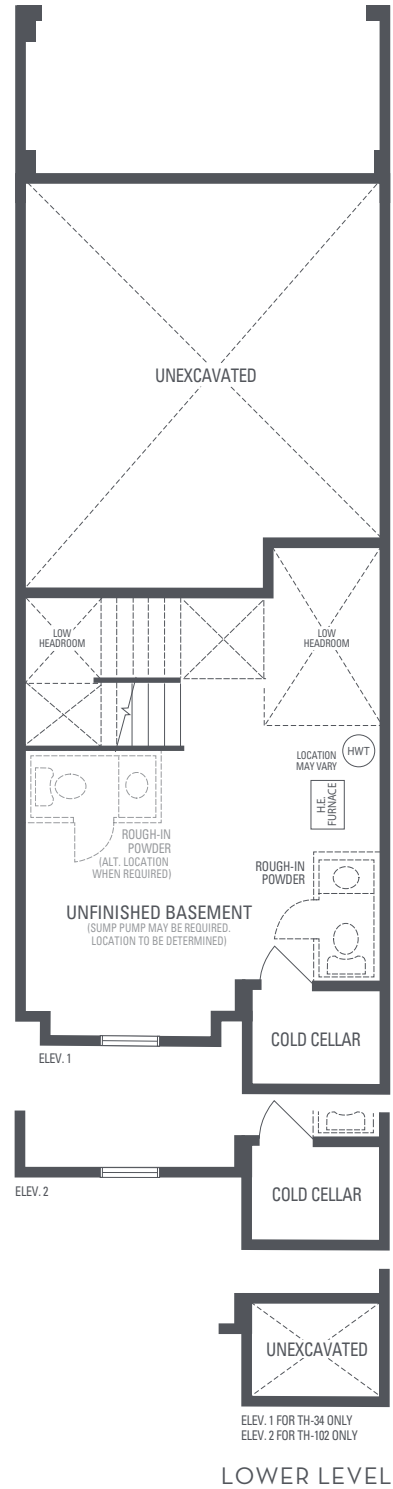 UNEXCAVATED
LOW
HEADROOM
LOW
HEADROOM
LOCATION
MAY VARY
HWT
H.E.
FURNACE
ROUGH-IN
POWDER
(ALT. LOCATION
WHEN REQUIRED)
ROUGH-IN
POWDER
UNFINISHED BASEMENT
(SUMP PUMP MAY BE REQUIRED.
LOCATION TO BE DETERMINED)
COLD CELLAR
ELEV. 1
COLD CELLAR
ELEV. 2
UNEXCAVATED
ELEV. 1 FOR TH-34 ONLY
ELEV. 2 FOR TH-102 ONLY
LOWER LEVEL